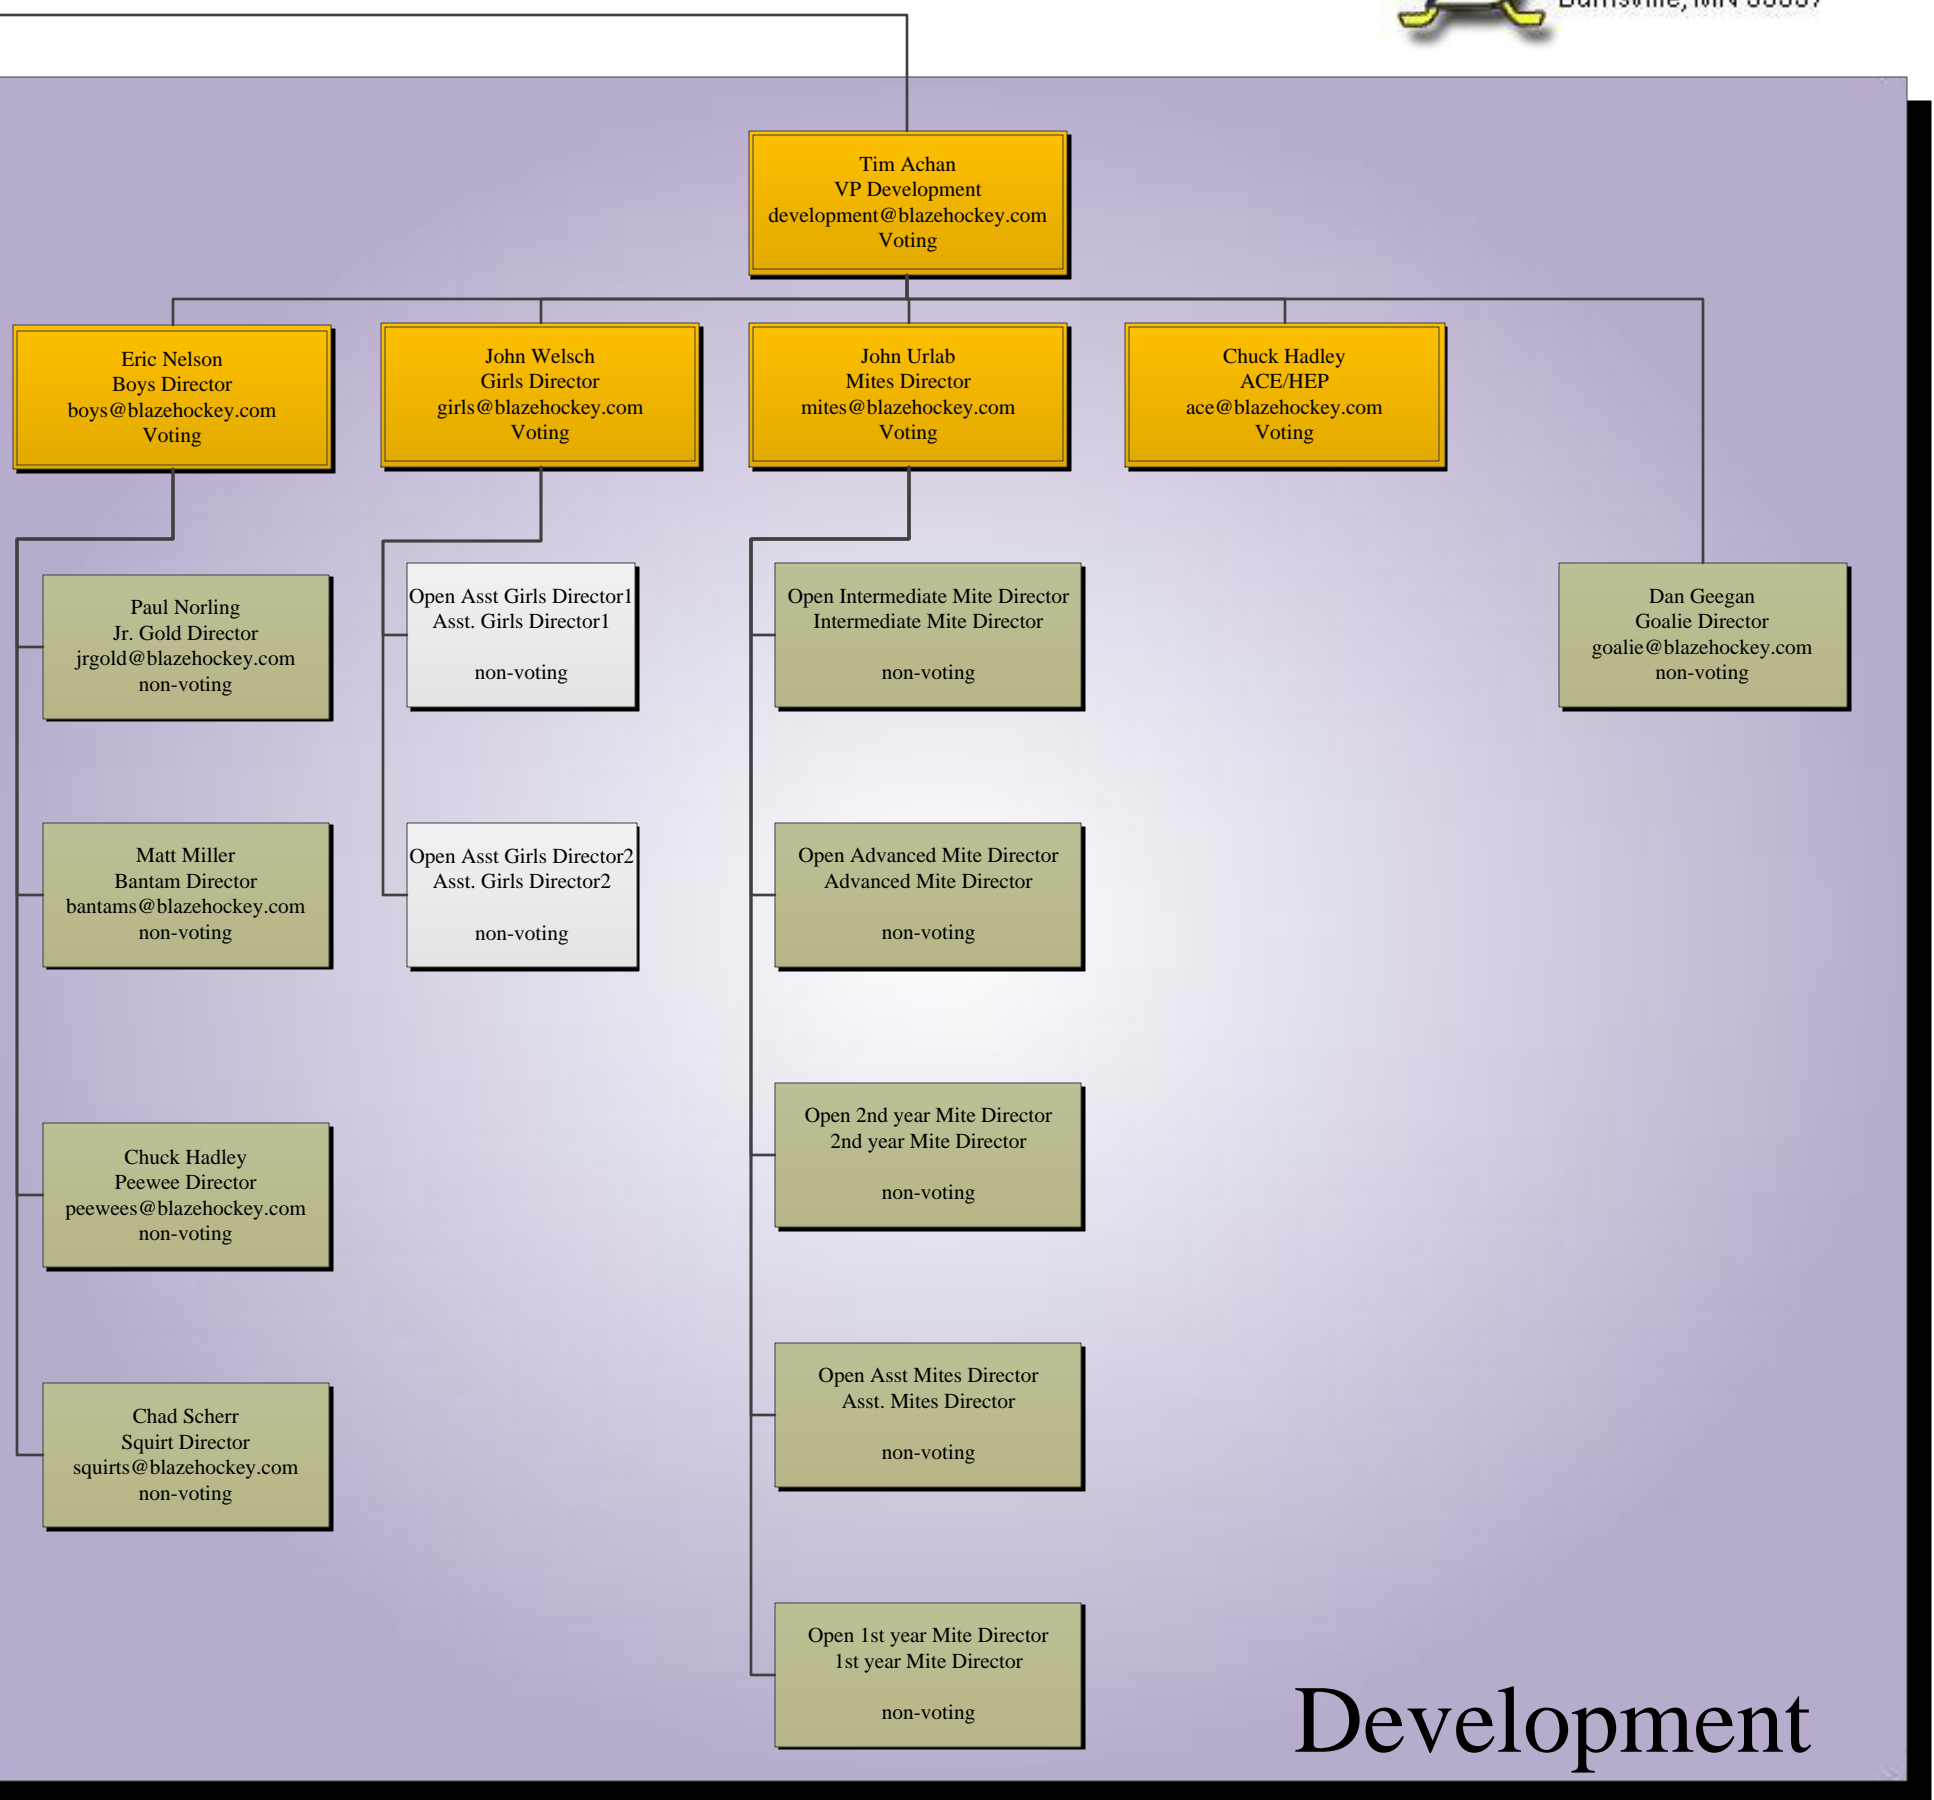 Tim Achan
VP Development
development@blazehockey.com
Voting
Eric Nelson
Boys Director
boys@blazehockey.com
Voting
John Welsch
Girls Director
girls@blazehockey.com
Voting
John Urlab
Mites Director
mites@blazehockey.com
Voting
Chuck Hadley
ACE/HEP
ace@blazehockey.com
Voting
Paul Norling
Jr. Gold Director
jrgold@blazehockey.com
non-voting
Open Asst Girls Director1
Asst. Girls Director1
non-voting
Open Intermediate Mite Director
Intermediate Mite Director
non-voting
Dan Geegan
Goalie Director
goalie@blazehockey.com
non-voting
Matt Miller
Bantam Director
bantams@blazehockey.com
non-voting
Open Asst Girls Director2
Asst. Girls Director2
non-voting
Open Advanced Mite Director
Advanced Mite Director
non-voting
Chuck Hadley
Peewee Director
peewees@blazehockey.com
non-voting
Open 2nd year Mite Director
2nd year Mite Director
non-voting
Chad Scherr
Squirt Director
squirts@blazehockey.com
non-voting
Open Asst Mites Director
Asst. Mites Director
non-voting
Open 1st year Mite Director
1st year Mite Director
non-voting
Development